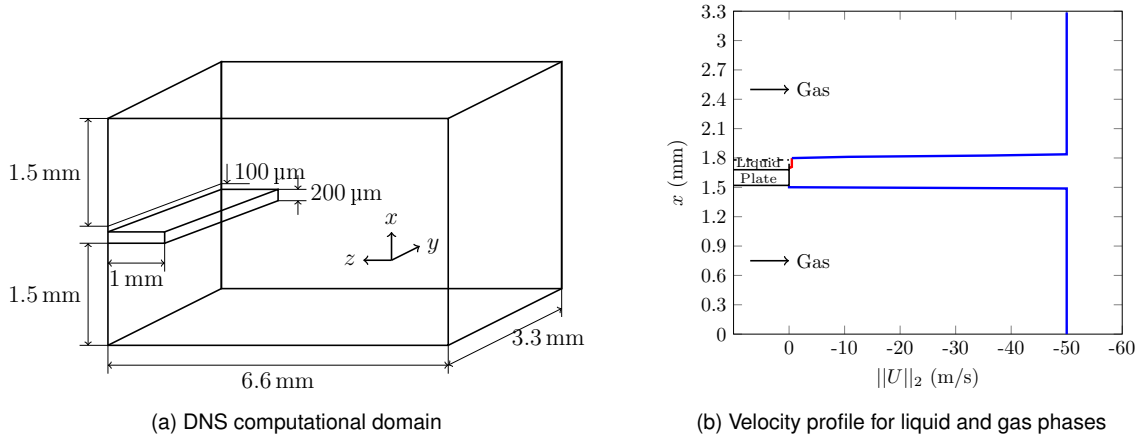 1.5 mm
100 µm
200 µm
x
y
z
1 mm
1.5 mm
3.3 mm
6.6 mm
(a) DNS computational domain
3.3
3
2.7
2.4
2.1
1.8
1.5
1.2
0.9
0.6
0.3
0
x (mm)
Gas
Liquid
Plate
Gas
0 -10 -20 -30 -40 -50 -60
||U||₂ (m/s)
(b) Velocity profile for liquid and gas phases